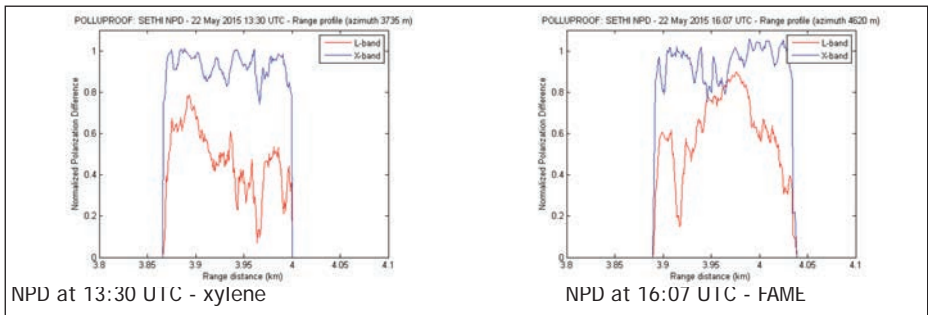 POLLUPROOF: SETHI NPD - 22 May 2015 13:30 UTC - Range profile (azimuth 3735 m)
L-band
X-band
1
0.8
0.6
0.4
0.2
0
Normalized Polarization Difference
3.8 3.85 3.9 3.95 4 4.05 4.1
Range distance (km)
NPD at 13:30 UTC - xylene
POLLUPROOF: SETHI NPD - 22 May 2015 16:07 UTC - Range profile (azimuth 4620 m)
L-band
X-band
1
0.8
0.6
0.4
0.2
0
Normalized Polarization Difference
3.8 3.85 3.9 3.95 4 4.05 4.1
Range distance (km)
NPD at 16:07 UTC - FAME